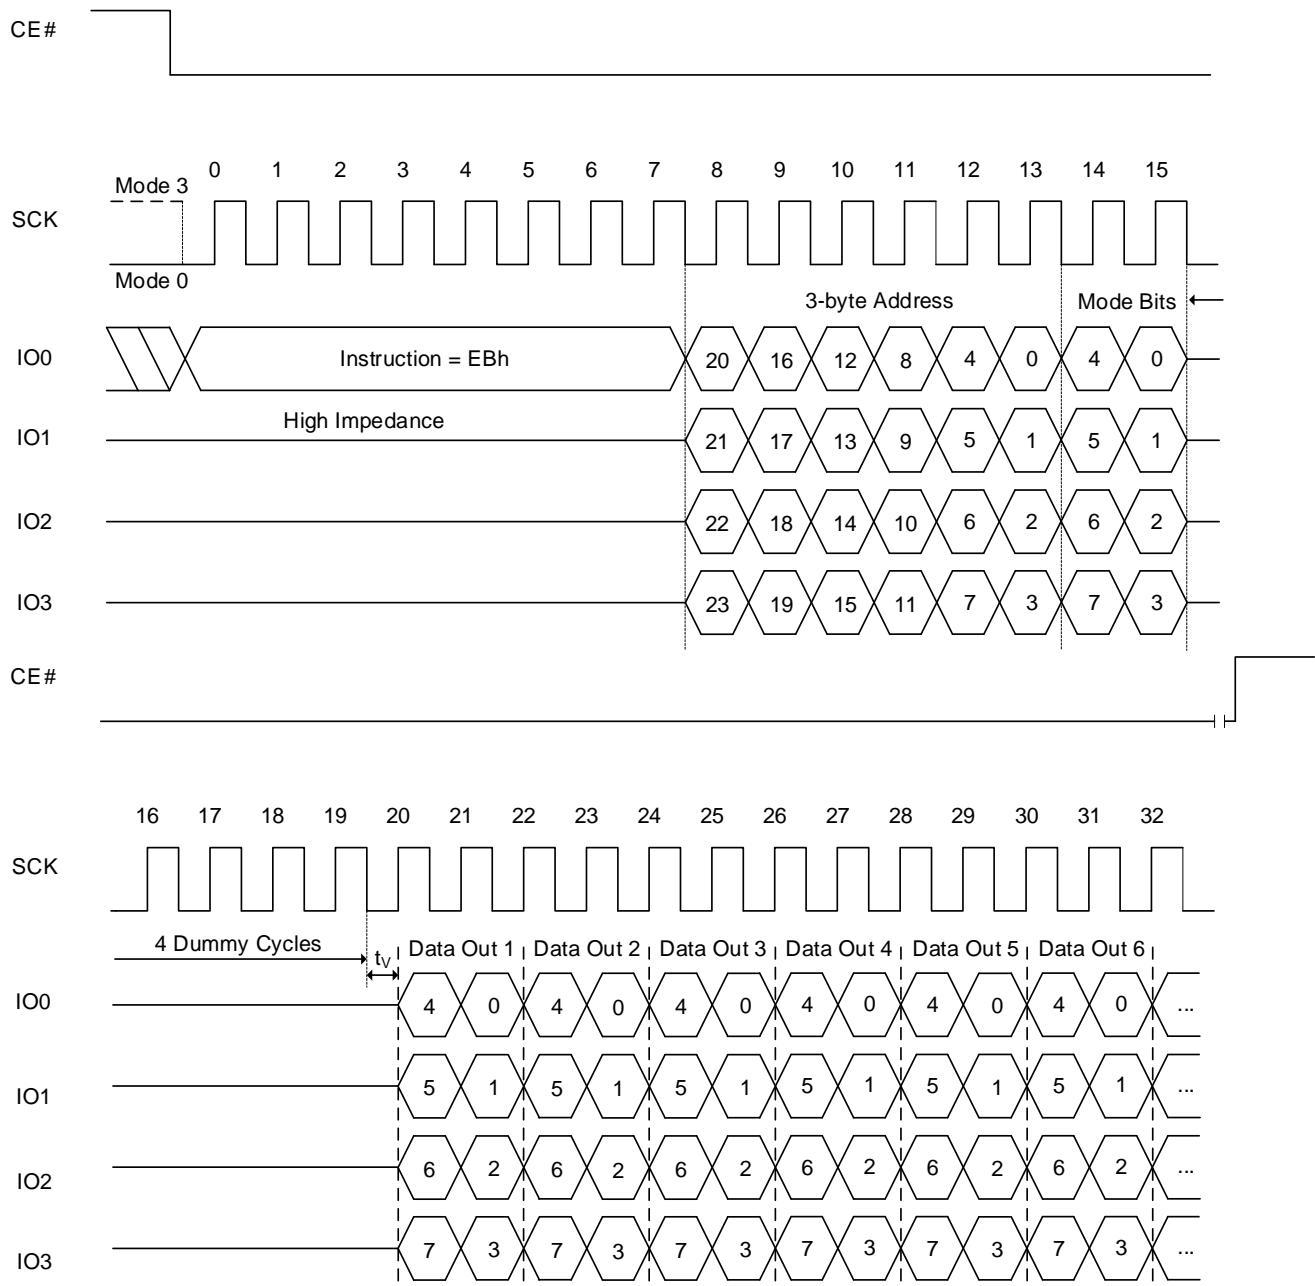 CE#
0 1 2 3 4 5 6 7 8 9 10 11 12 13 14 15
Mode 3
SCK
Mode 0
3-byte Address Mode Bits
IO0 Instruction = EBh 20 16 12 8 4 0 4 0
High Impedance
IO1 21 17 13 9 5 1 5 1
IO2 22 18 14 10 6 2 6 2
IO3 23 19 15 11 7 3 7 3
CE#
16 17 18 19 20 21 22 23 24 25 26 27 28 29 30 31 32
SCK
4 Dummy Cycles tV Data Out 1 Data Out 2 Data Out 3 Data Out 4 Data Out 5 Data Out 6
IO0 4 0 4 0 4 0 4 0 4 0 4 0 ...
IO1 5 1 5 1 5 1 5 1 5 1 5 1 ...
IO2 6 2 6 2 6 2 6 2 6 2 6 2 ...
IO3 7 3 7 3 7 3 7 3 7 3 7 3 ...